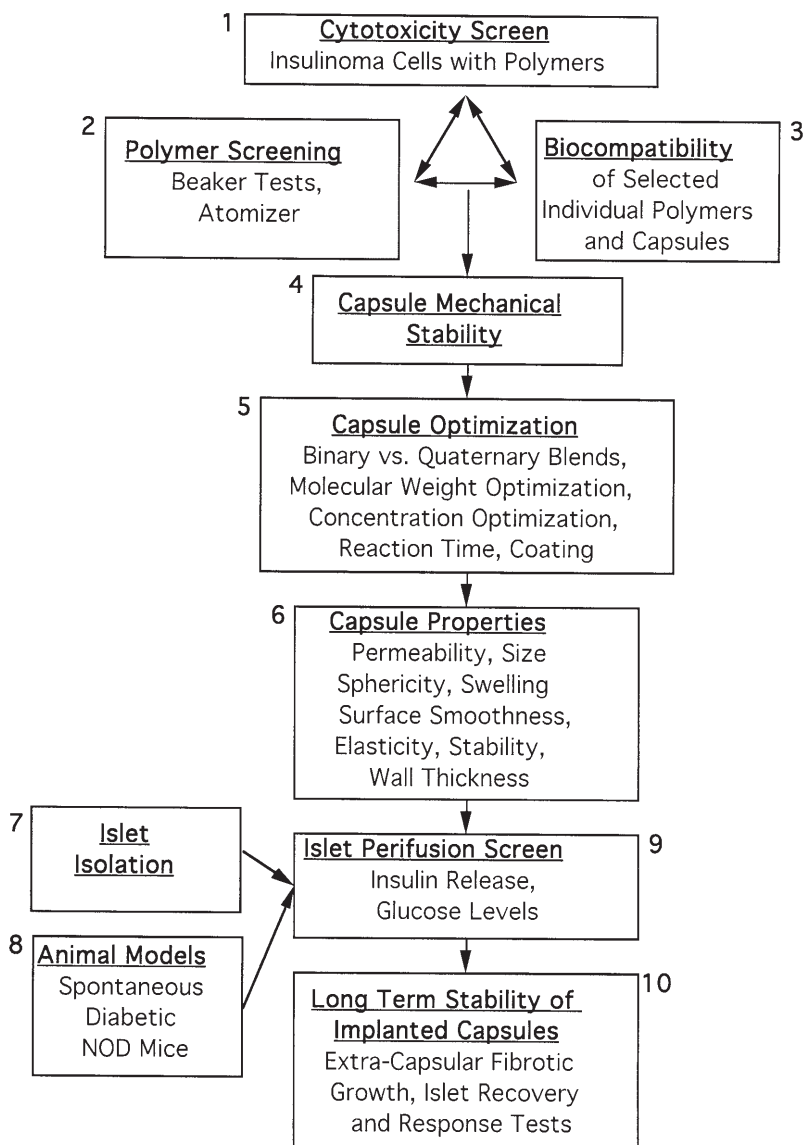 1
Cytotoxicity Screen
Insulinoma Cells with Polymers
2
Polymer Screening
Beaker Tests,
Atomizer
3
Biocompatibility
of Selected
Individual Polymers
and Capsules
4
Capsule Mechanical
Stability
5
Capsule Optimization
Binary vs. Quaternary Blends,
Molecular Weight Optimization,
Concentration Optimization,
Reaction Time, Coating
6
Capsule Properties
Permeability, Size
Sphericity, Swelling
Surface Smoothness,
Elasticity, Stability,
Wall Thickness
7
Islet
Isolation
8
Animal Models
Spontaneous
Diabetic
NOD Mice
9
Islet Perifusion Screen
Insulin Release,
Glucose Levels
10
Long Term Stability of
Implanted Capsules
Extra-Capsular Fibrotic
Growth, Islet Recovery
and Response Tests